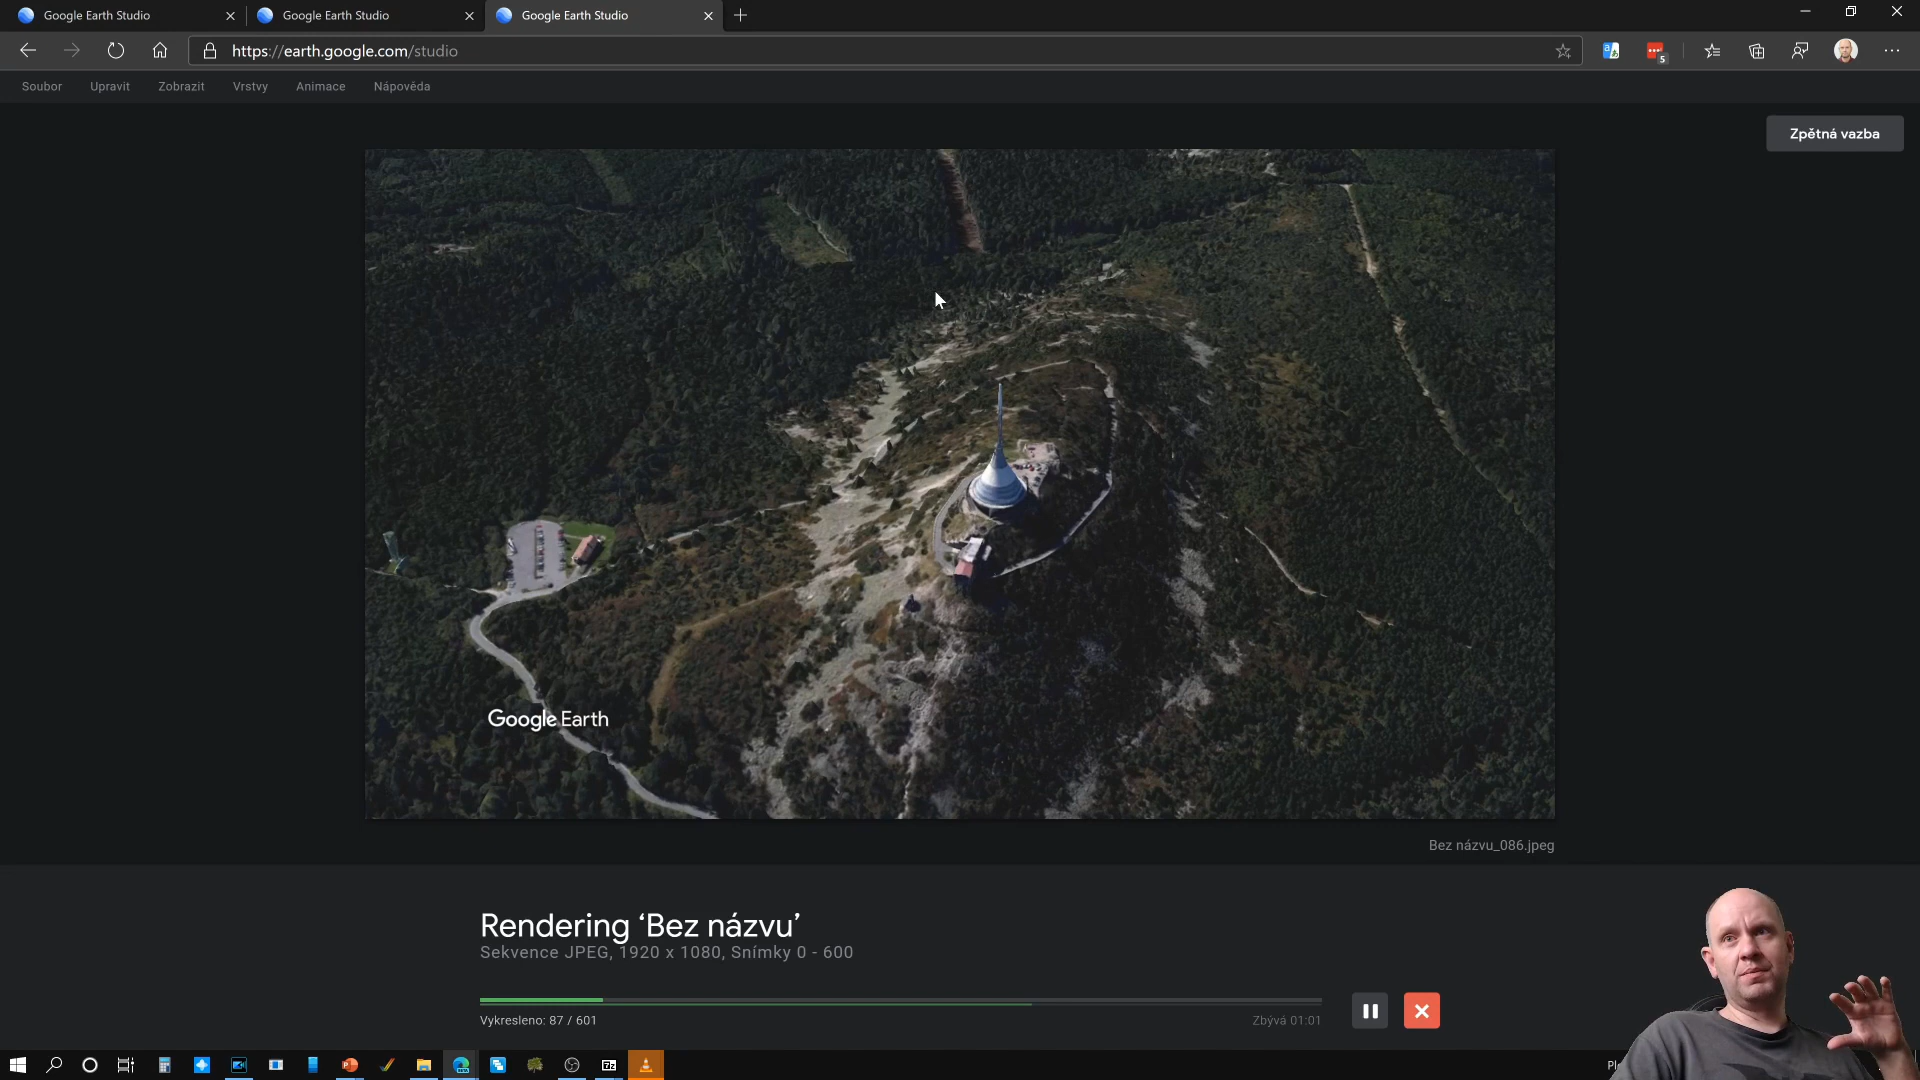 Google Earth Studio
Google Earth Studio
Google Earth Studio
https://earth.google.com/studio
5
Soubor Upravit Zobrazit Vrstvy Animace Nápověda
Zpětná vazba
Google Earth
Bez názvu_086.jpeg
Rendering ‘Bez názvu’
Sekvence JPEG, 1920 x 1080, Snímky 0 - 600
Vykresleno: 87 / 601
Zbývá 01:01
7z